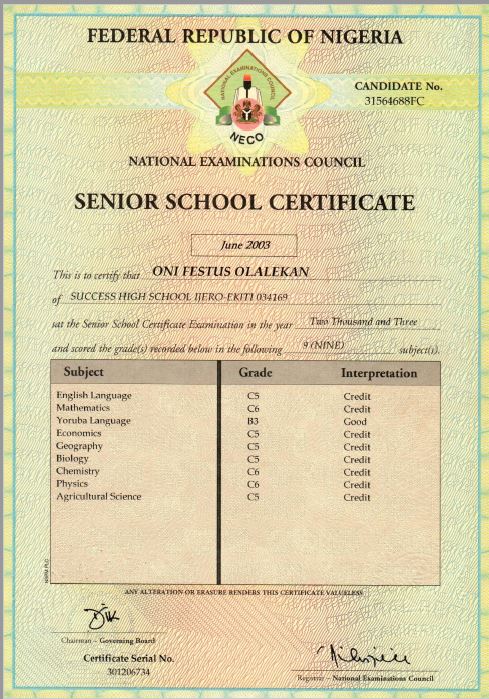 FEDERAL REPUBLIC OF NIGERIA
NATIONAL EXAMINATIONS COUNCIL
NECO
CANDIDATE No.
31564688FC
NATIONAL EXAMINATIONS COUNCIL
SENIOR SCHOOL CERTIFICATE
June 2003
This is to certify that ONI FESTUS OLALEKAN
of SUCCESS HIGH SCHOOL IJERO-EKITI 034169
sat the Senior School Certificate Examination in the year Two Thousand and Three
and scored the grade(s) recorded below in the following 9 (NINE) subject(s).
Subject Grade Interpretation
English Language C5 Credit
Mathematics C6 Credit
Yoruba Language B3 Good
Economics C5 Credit
Geography C5 Credit
Biology C5 Credit
Chemistry C6 Credit
Physics C6 Credit
Agricultural Science C5 Credit
ANY ALTERATION OR ERASURE RENDERS THIS CERTIFICATE VALUELESS
Chairman – Governing Board
Certificate Serial No.
301206734
Registrar – National Examinations Council